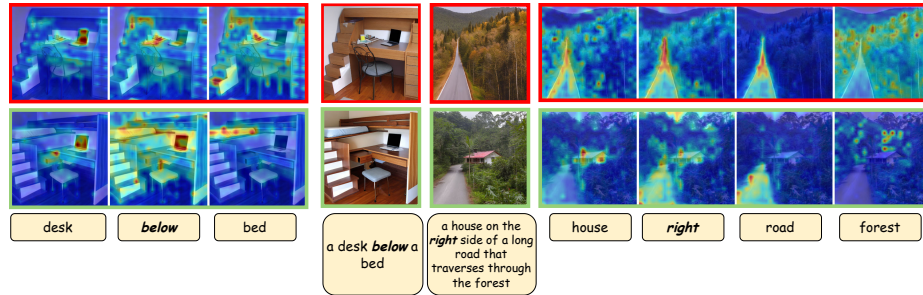 desk
below
bed
a desk below a
bed
a house on the
right side of a long
road that
traverses through
the forest
house
right
road
forest